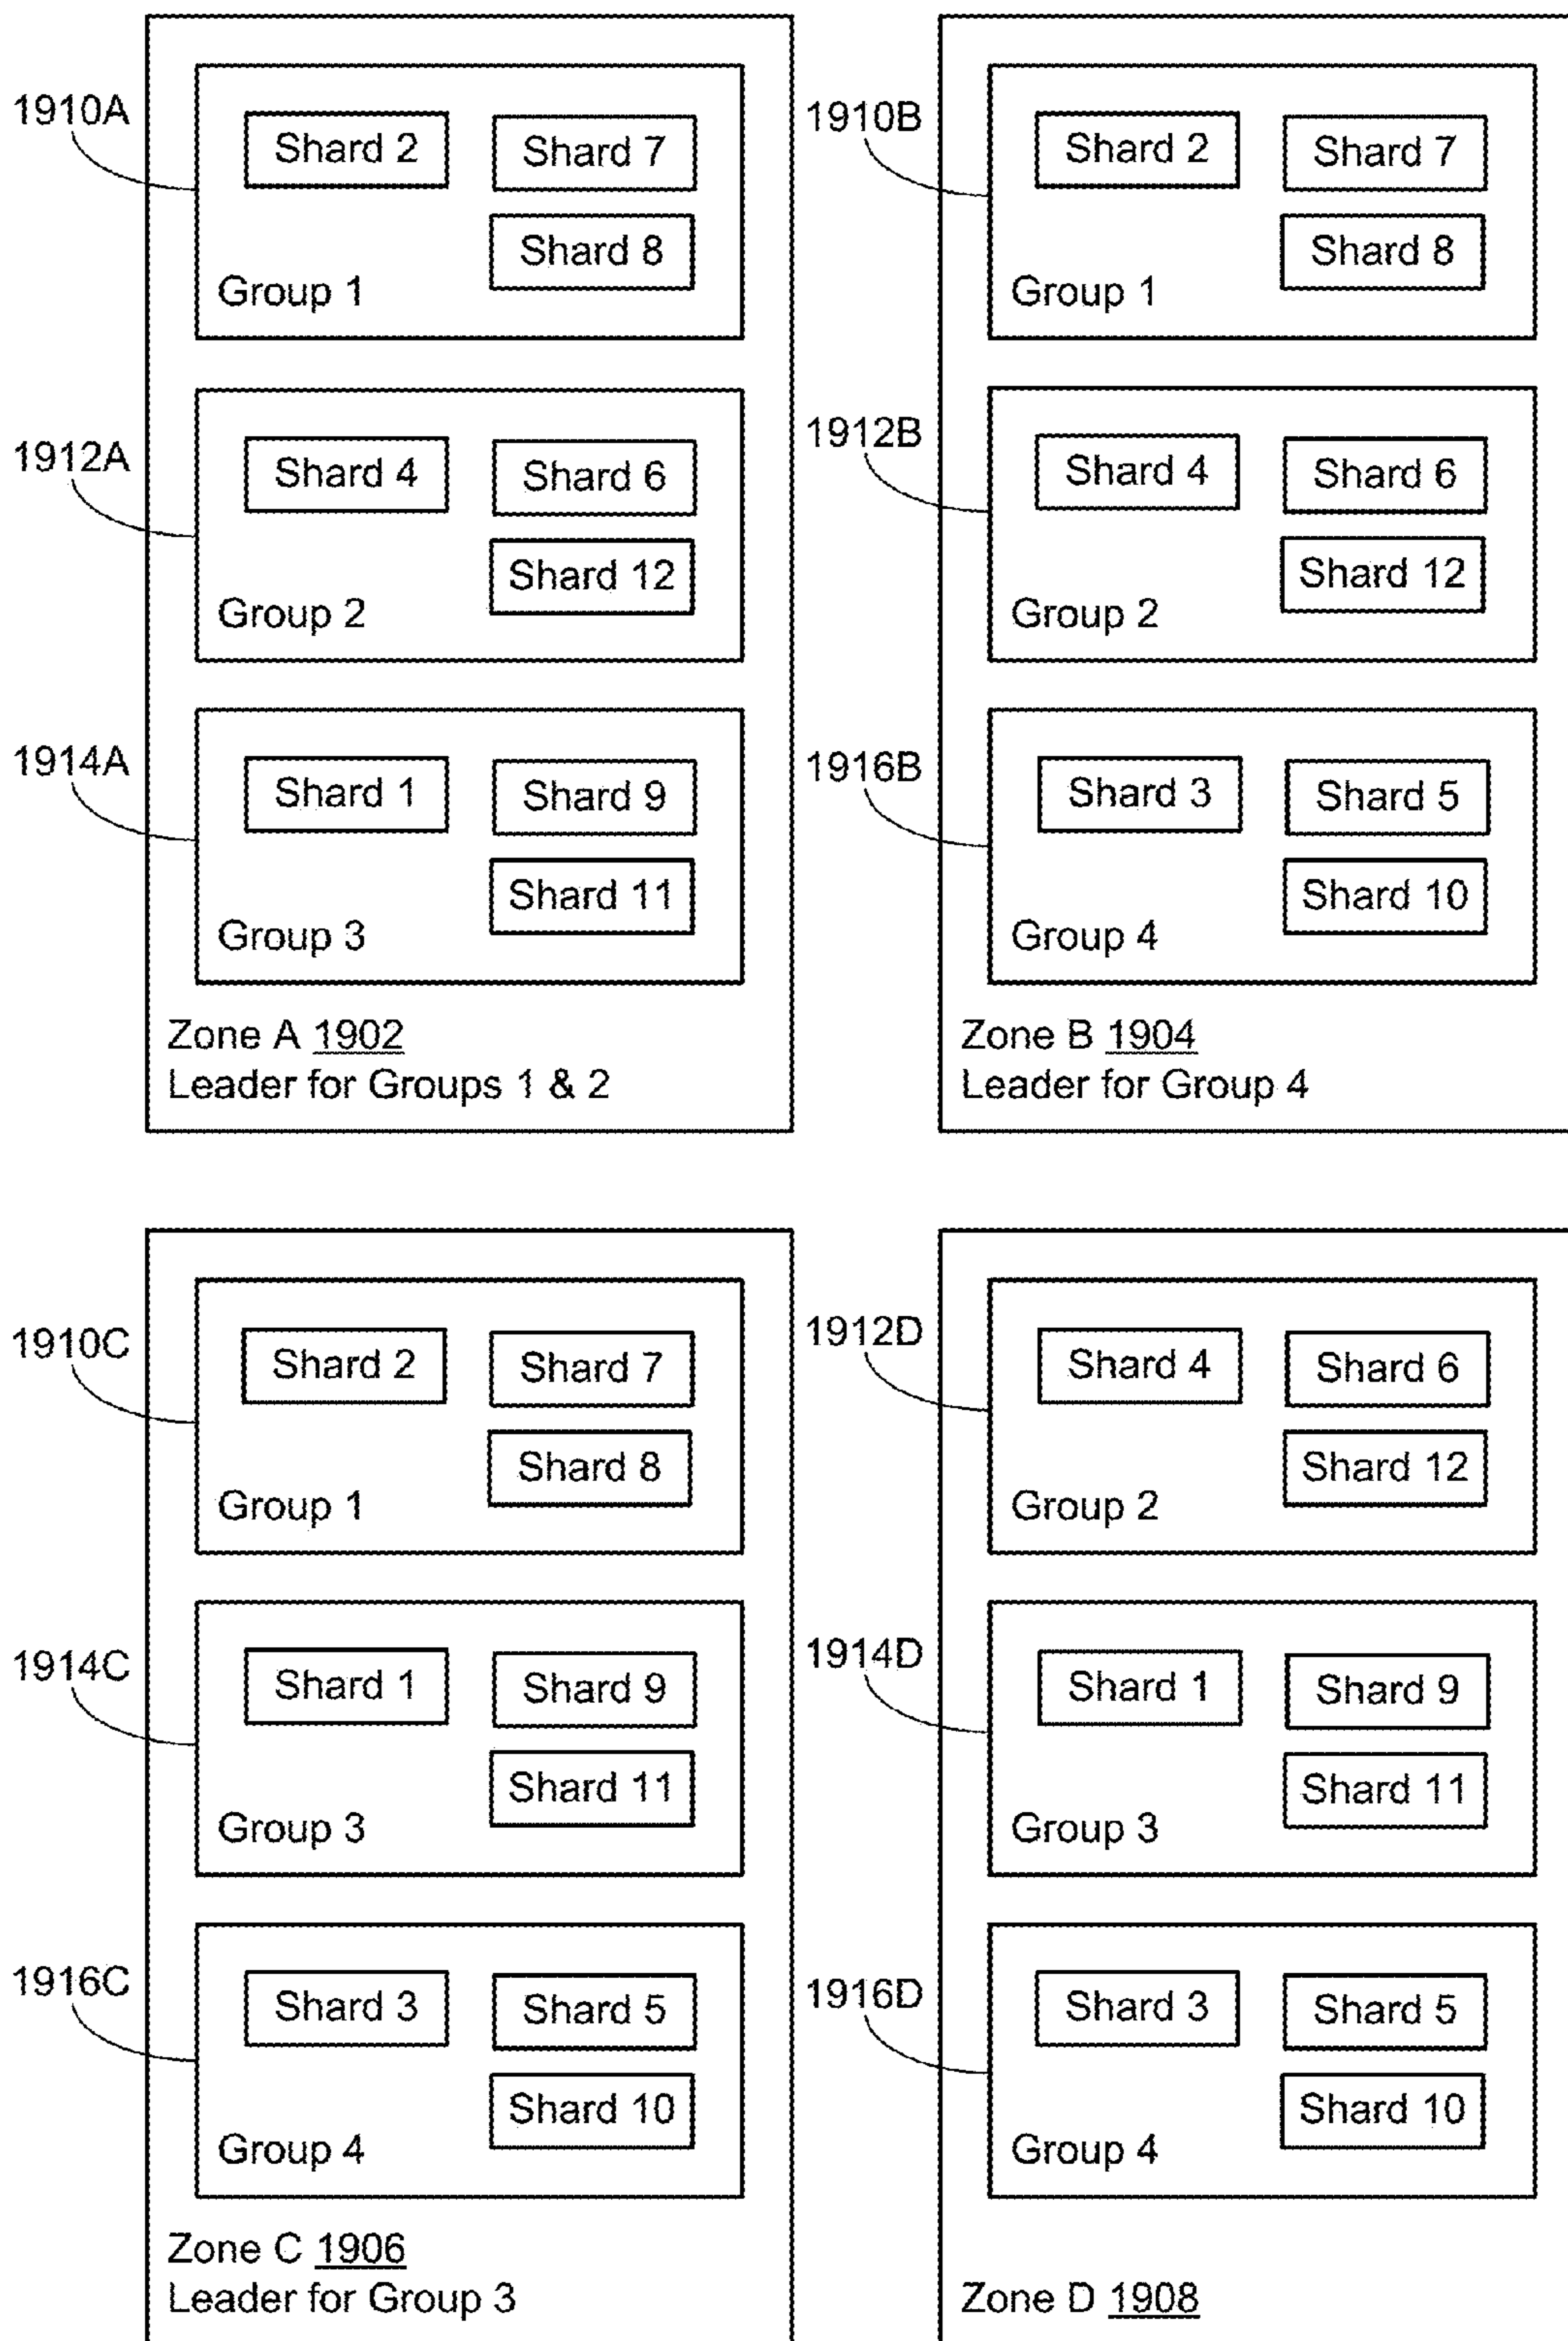 1910A
Shard 2
Shard 7
Shard 8
Group 1
1912A
Shard 4
Shard 6
Shard 12
Group 2
1914A
Shard 1
Shard 9
Shard 11
Group 3
Zone A 1902
Leader for Groups 1 & 2
1910B
Shard 2
Shard 7
Shard 8
Group 1
1912B
Shard 4
Shard 6
Shard 12
Group 2
1916B
Shard 3
Shard 5
Shard 10
Group 4
Zone B 1904
Leader for Group 4
1910C
Shard 2
Shard 7
Shard 8
Group 1
1914C
Shard 1
Shard 9
Shard 11
Group 3
1916C
Shard 3
Shard 5
Shard 10
Group 4
Zone C 1906
Leader for Group 3
1912D
Shard 4
Shard 6
Shard 12
Group 2
1914D
Shard 1
Shard 9
Shard 11
Group 3
1916D
Shard 3
Shard 5
Shard 10
Group 4
Zone D 1908